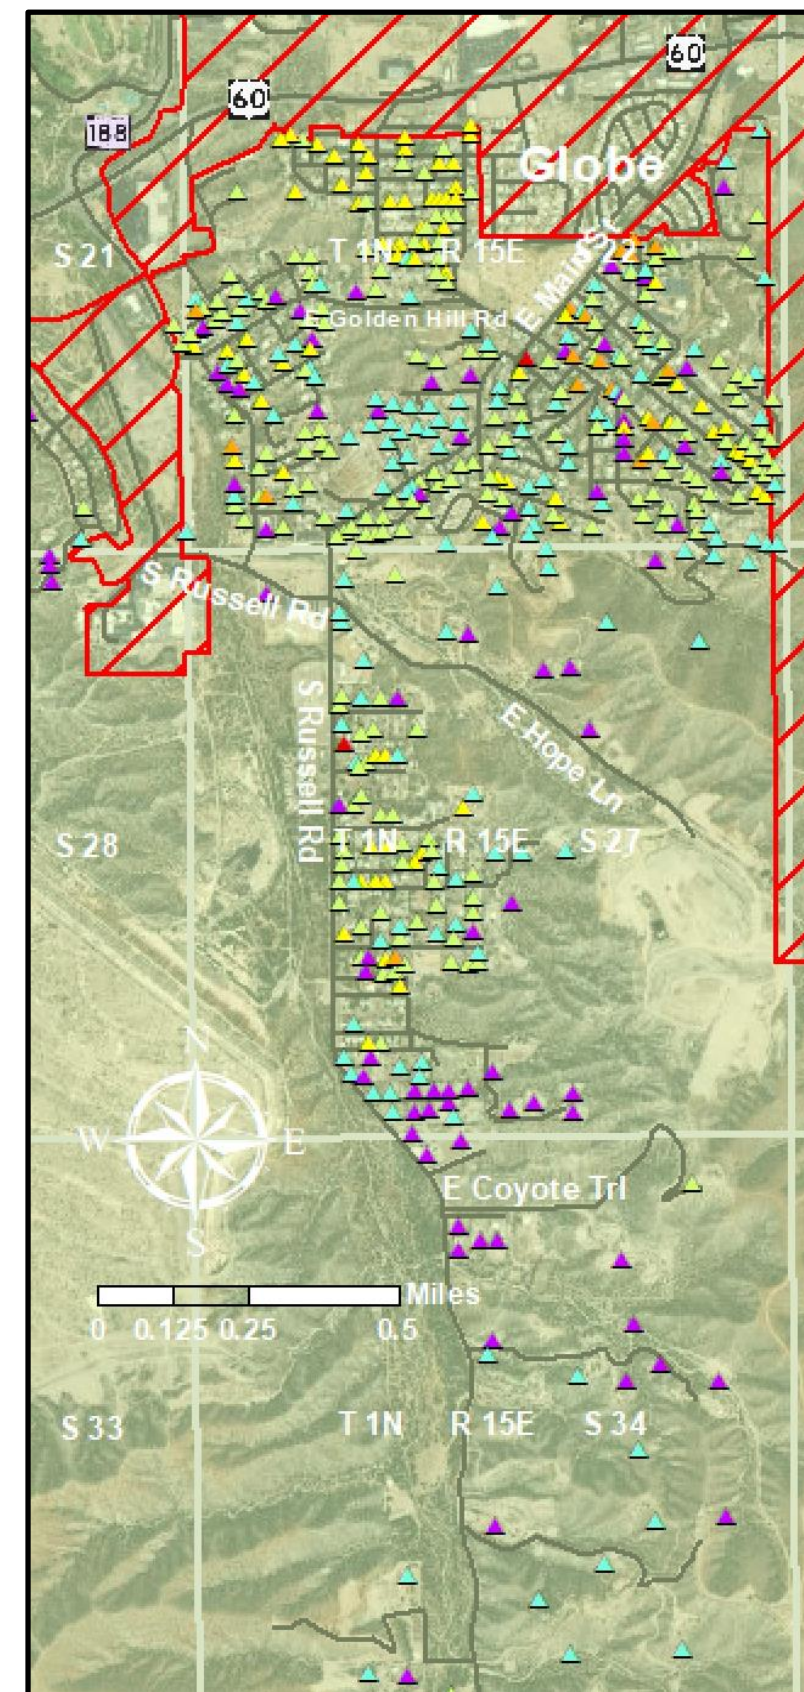 60
60
188
Globe
S 21
T 1N
R 15E
22
E Main St
E Golden Hill Rd
S Russell Rd
S Russell Rd
E Hope Ln
S 28
T 1N
R 15E
S 27
N
W
E
S
E Coyote Trl
Miles
0
0.125
0.25
0.5
S 33
T 1N
R 15E
S 34